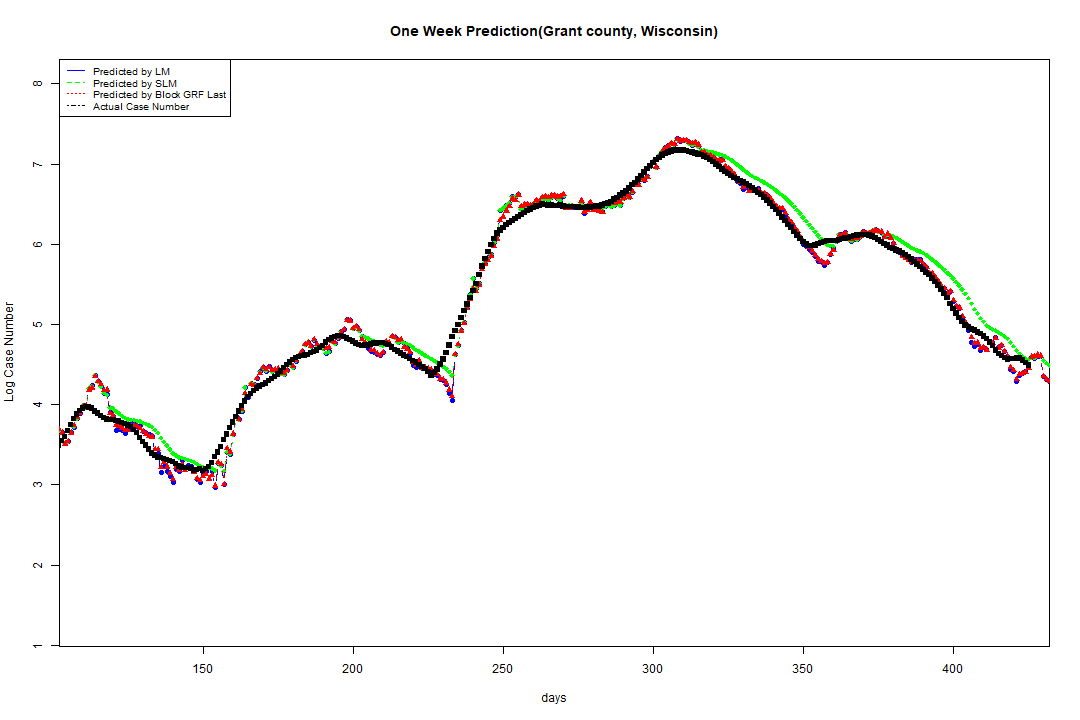 One Week Prediction(Grant county, Wisconsin)
Predicted by LM
Predicted by SLM
Predicted by Block GRF Last
Actual Case Number
8
7
6
5
4
3
2
1
Log Case Number
150 200 250 300 350 400
days